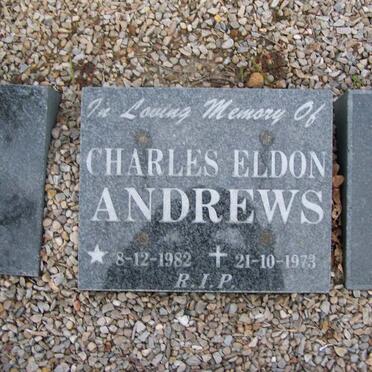 In Loving Memory Of
CHARLES ELDON
ANDREWS
8-12-1982 21-10-1973
R.I.P.